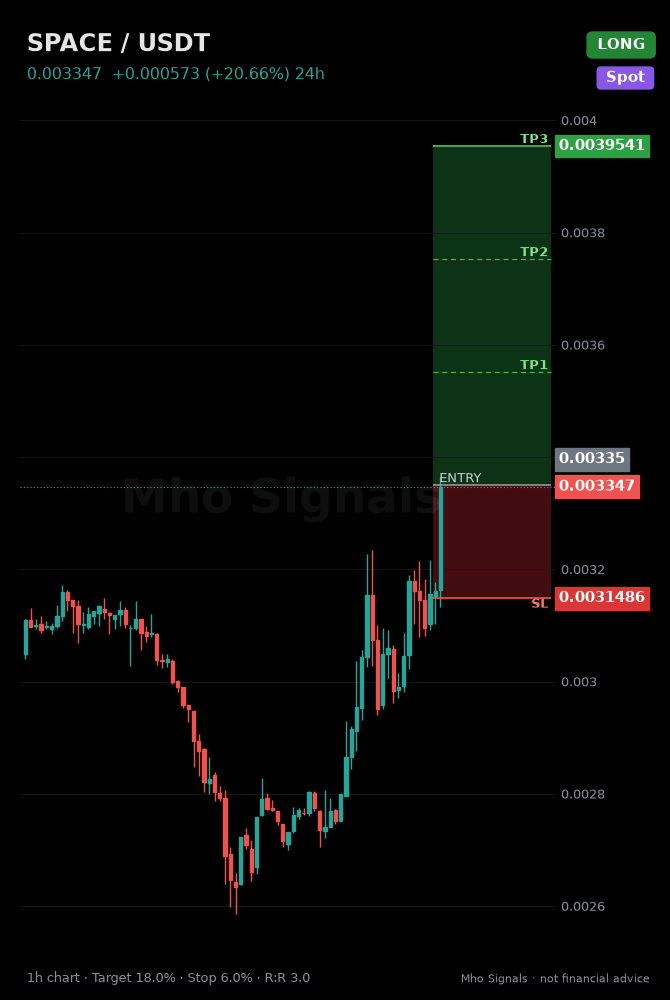 SPACE / USDT
LONG
0.003347 +0.000573 (+20.66%) 24h
Spot
0.004
TP3
0.0039541
0.0038
TP2
0.0036
TP1
0.00335
ENTRY
0.003347
Mho Signals
0.0032
0.0031486
SL
0.003
0.0028
0.0026
1h chart · Target 18.0% · Stop 6.0% · R:R 3.0
Mho Signals · not financial advice